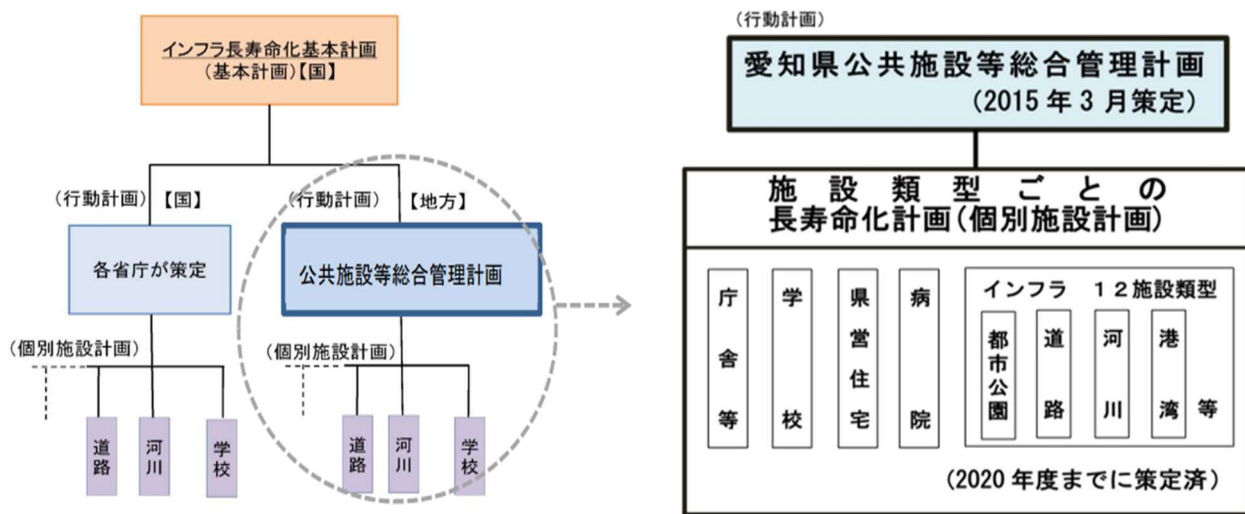 インフラ長寿命化基本計画
(基本計画)【国】
(行動計画)【国】
(行動計画)【地方】
各省庁が策定
公共施設等総合管理計画
(個別施設計画)
(個別施設計画)
道路
河川
学校
道路
河川
学校
(行動計画)
愛知県公共施設等総合管理計画
(2015年3月策定)
施設類型ごとの
長寿命化計画(個別施設計画)
庁舎等
学校
県営住宅
病院
インフラ 12施設類型
都市公園
道路
河川
港湾
等
(2020年度までに策定済)